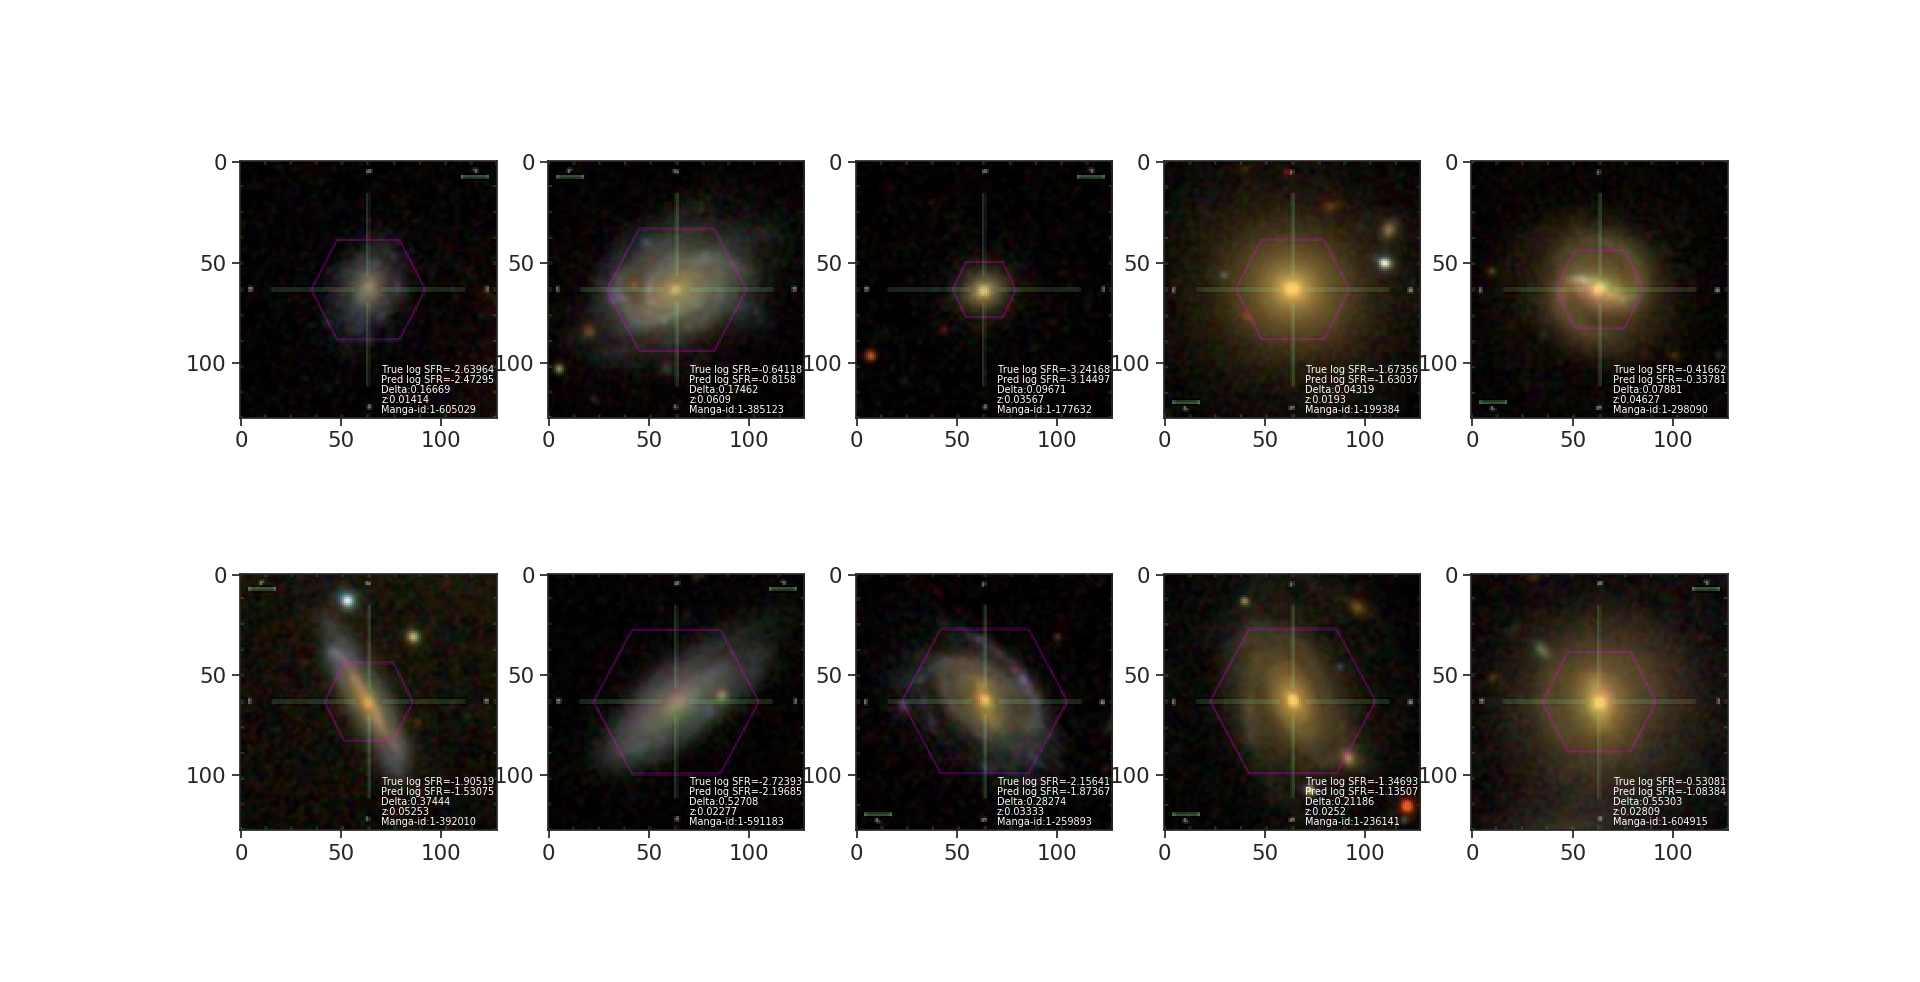 0
50
100
0 50 100
True log SFR=-2.63964
Pred log SFR=-2.47295
Delta:0.16669
z:0.01414
Manga-id:1-605029
0
50
100
0 50 100
True log SFR=-0.64118
Pred log SFR=-0.8158
Delta:0.17462
z:0.0609
Manga-id:1-385123
0
50
100
0 50 100
True log SFR=-3.24168
Pred log SFR=-3.14497
Delta:0.09671
z:0.03567
Manga-id:1-177632
0
50
100
0 50 100
True log SFR=-1.67356
Pred log SFR=-1.63037
Delta:0.04319
z:0.0193
Manga-id:1-199384
0
50
100
0 50 100
True log SFR=-0.41662
Pred log SFR=-0.33781
Delta:0.07881
z:0.04627
Manga-id:1-298090
0
50
100
0 50 100
True log SFR=-1.90519
Pred log SFR=-1.53075
Delta:0.37444
z:0.05253
Manga-id:1-392010
0
50
100
0 50 100
True log SFR=-2.72393
Pred log SFR=-2.19685
Delta:0.52708
z:0.02277
Manga-id:1-591183
0
50
100
0 50 100
True log SFR=-2.15641
Pred log SFR=-1.87367
Delta:0.28274
z:0.03333
Manga-id:1-259893
0
50
100
0 50 100
True log SFR=-1.34693
Pred log SFR=-1.13507
Delta:0.21186
z:0.0252
Manga-id:1-236141
0
50
100
0 50 100
True log SFR=-0.53081
Pred log SFR=-1.08384
Delta:0.55303
z:0.02809
Manga-id:1-604915